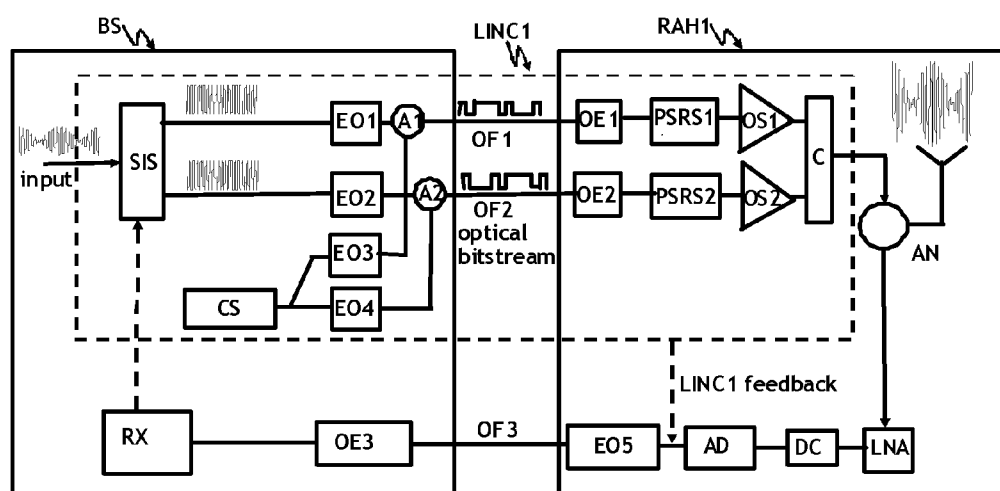 BS
LINC1
RAH1
input
SIS
EO1
A1
OF1
OE1
PSRS1
OS1
C
EO2
A2
OF2
optical
bitstream
OE2
PSRS2
OS2
AN
EO3
CS
EO4
LINC1 feedback
RX
OE3
OF3
EO5
AD
DC
LNA